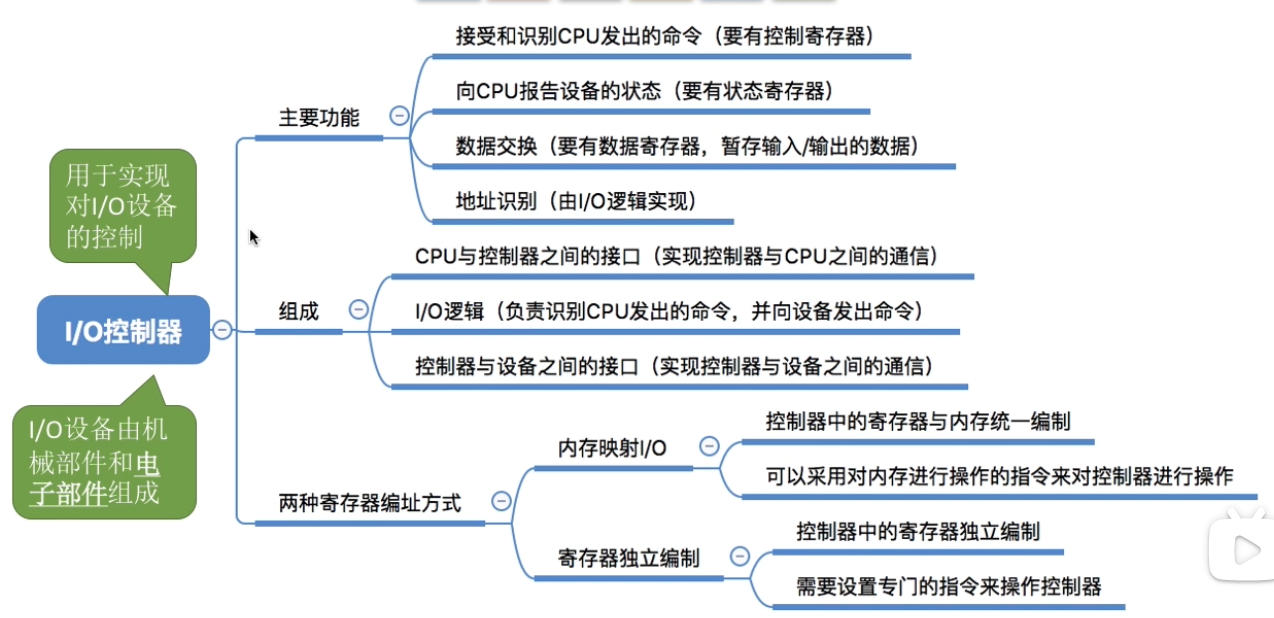 接受和识别CPU发出的命令（要有控制寄存器）
向CPU报告设备的状态（要有状态寄存器）
主要功能
数据交换（要有数据寄存器，暂存输入/输出的数据）
地址识别（由I/O逻辑实现）
用于实现
对I/O设备
的控制
CPU与控制器之间的接口（实现控制器与CPU之间的通信）
组成
I/O逻辑（负责识别CPU发出的命令，并向设备发出命令）
I/O控制器
控制器与设备之间的接口（实现控制器与设备之间的通信）
I/O设备由机
械部件和电
子部件组成
控制器中的寄存器与内存统一编制
内存映射I/O
可以采用对内存进行操作的指令来对控制器进行操作
两种寄存器编址方式
控制器中的寄存器独立编制
寄存器独立编制
需要设置专门的指令来操作控制器